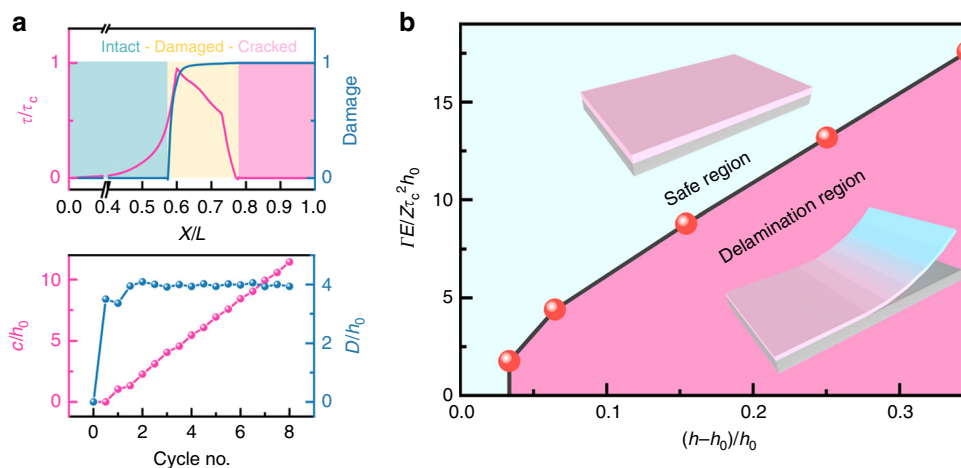 a
Intact - Damaged - Cracked
1
0
τ/τc
1
0
Damage
0.0 0.4 0.5 0.6 0.7 0.8 0.9 1.0
X/L
10
5
0
c/h0
4
2
0
D/h0
0 2 4 6 8
Cycle no.
b
15
10
5
0
ΓE/Zτc²h0
Safe region
Delamination region
0.0 0.1 0.2 0.3
(h–h0)/h0